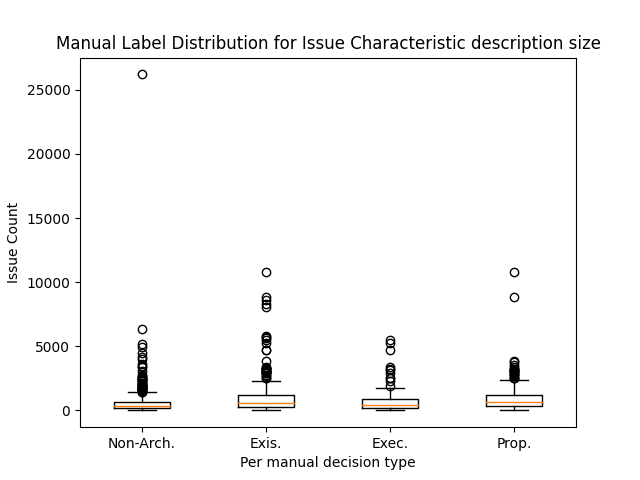 Manual Label Distribution for Issue Characteristic description size
Issue Count
25000
20000
15000
10000
5000
0
Non-Arch.
Exis.
Exec.
Prop.
Per manual decision type